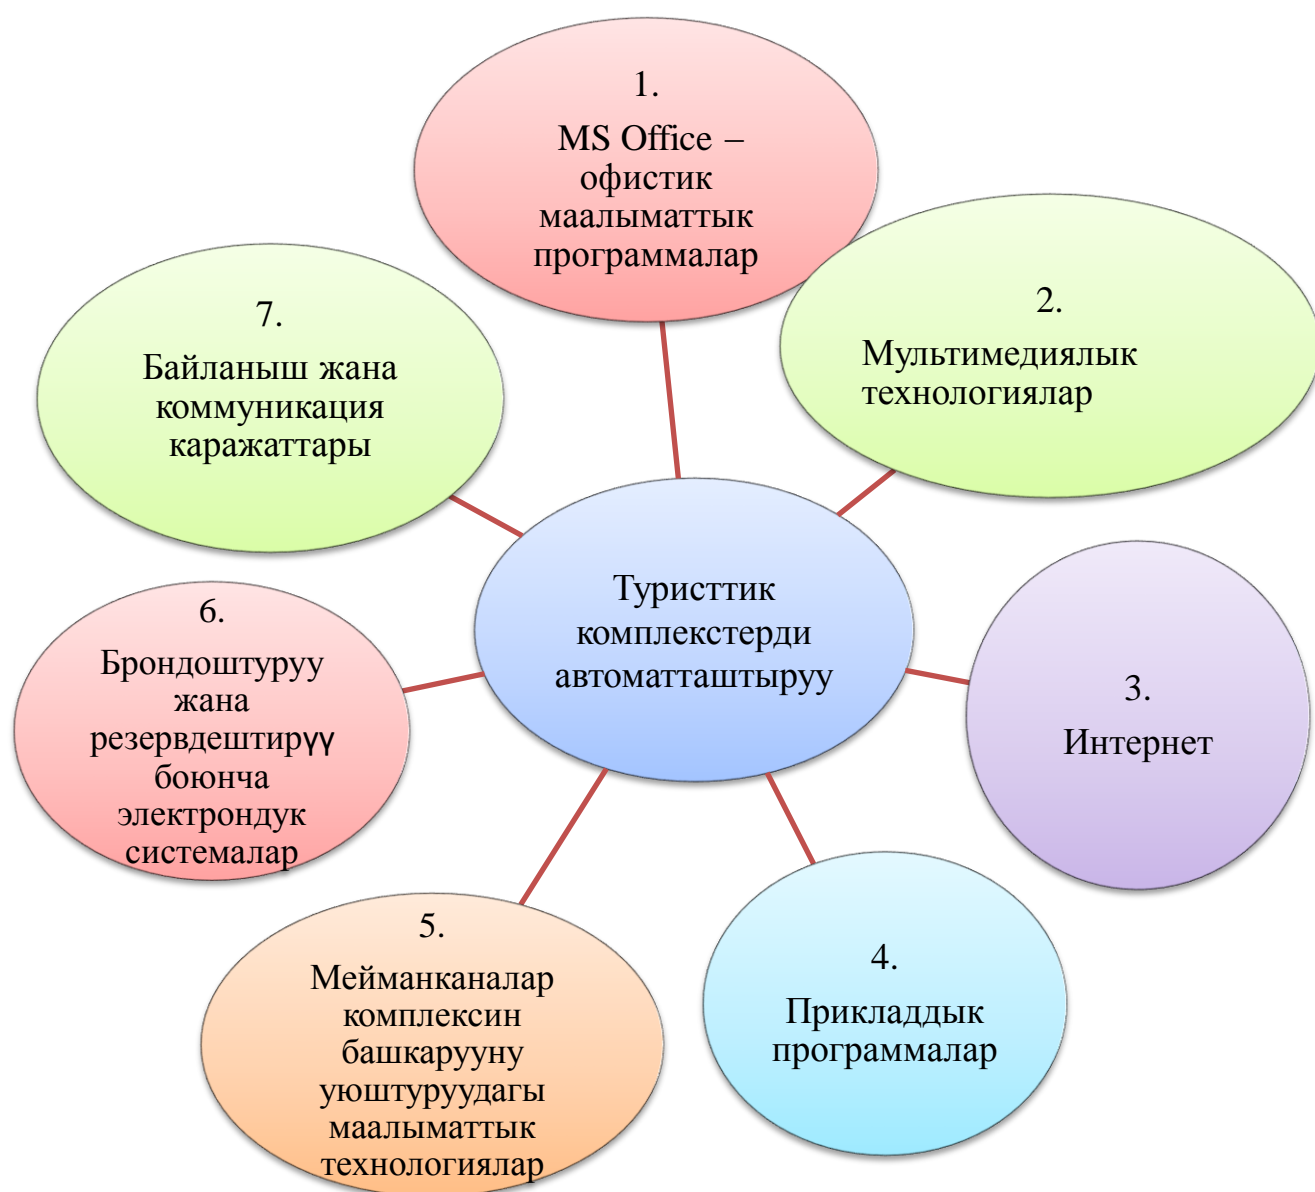 1.
MS Office –
офистик
маалыматтык
программалар
2.
Мультимедиялык
технологиялар
3.
Интернет
4.
Прикладдык
программалар
5.
Мейманканалар
комплексин
башкарууну
уюштуруудагы
маалыматтык
технологиялар
6.
Брондоштуруу
жана
резервдештирүү
боюнча
электрондук
системалар
7.
Байланыш жана
коммуникация
каражаттары
Туристтик
комплекстерди
автоматташтыруу